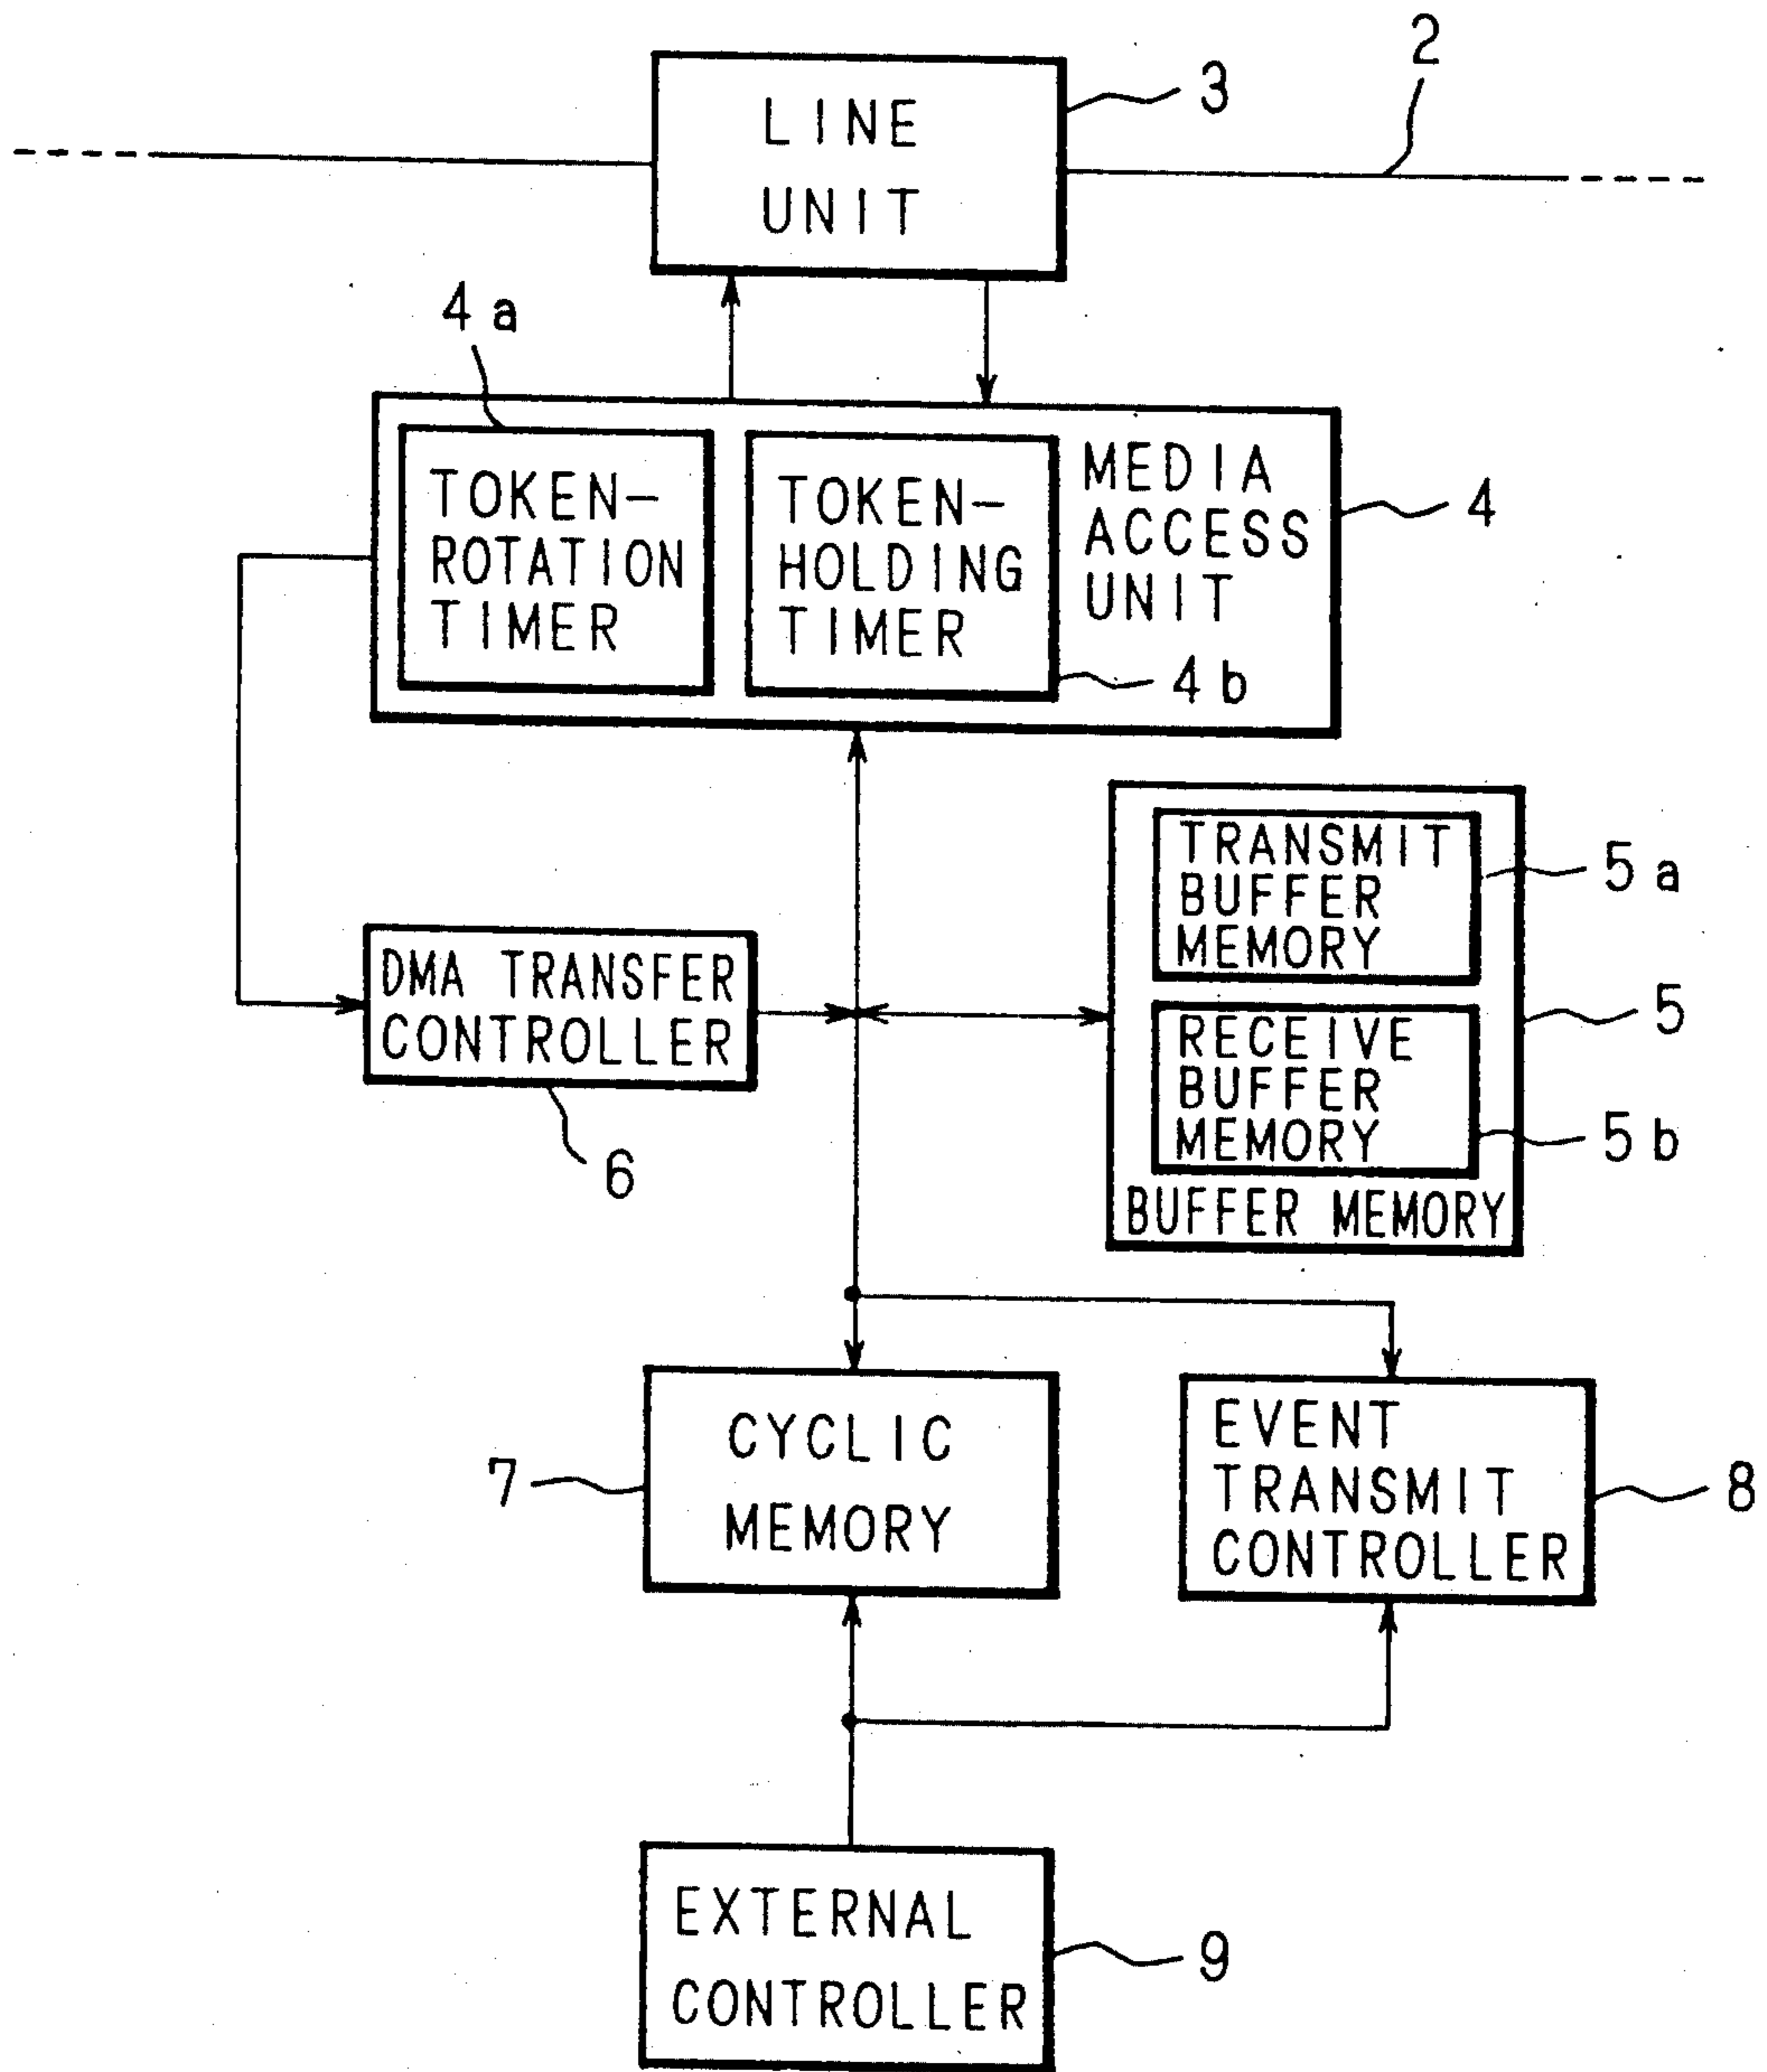 2
LINE
UNIT
3
4a
TOKEN-
ROTATION
TIMER
TOKEN-
HOLDING
TIMER
MEDIA
ACCESS
UNIT
4
4b
TRANSMIT
BUFFER
MEMORY
5a
DMA TRANSFER
CONTROLLER
6
RECEIVE
BUFFER
MEMORY
5
5b
BUFFER MEMORY
CYCLIC
MEMORY
7
EVENT
TRANSMIT
CONTROLLER
8
EXTERNAL
CONTROLLER
9